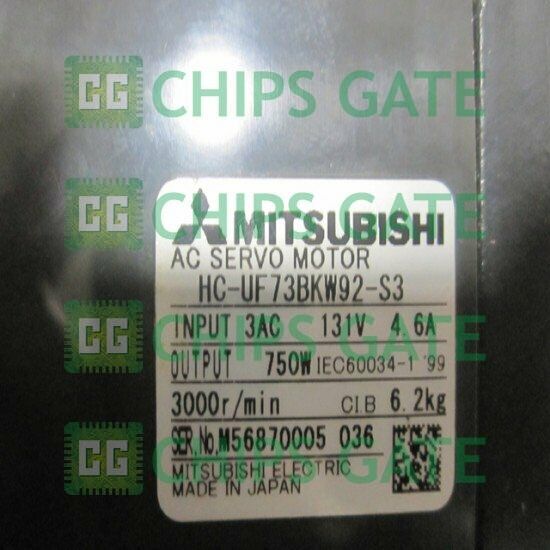 CG CHIPS GATE
CG CHIPS GATE
MITSUBISHI
AC SERVO MOTOR
HC-UF73BKW92-S3
INPUT 3AC 131V 4.6A
CG CHIPS GATE
OUTPUT 750W IEC60034-1 '99
3000r/min CI.B 6.2kg
SER.No.M56870005 036
CG CHIPS GATE
MITSUBISHI ELECTRIC
MADE IN JAPAN